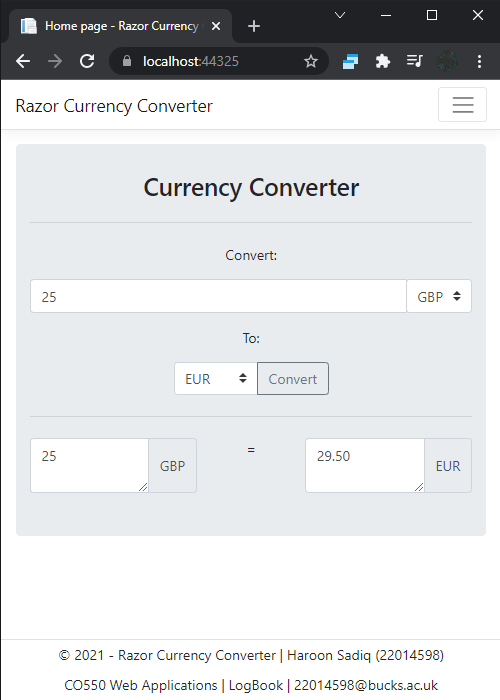 Home page - Razor Currency
localhost:44325
Razor Currency Converter
Currency Converter
Convert:
25 GBP
To:
EUR Convert
25 GBP = 29.50 EUR
© 2021 - Razor Currency Converter | Haroon Sadiq (22014598)
CO550 Web Applications | LogBook | 22014598@bucks.ac.uk